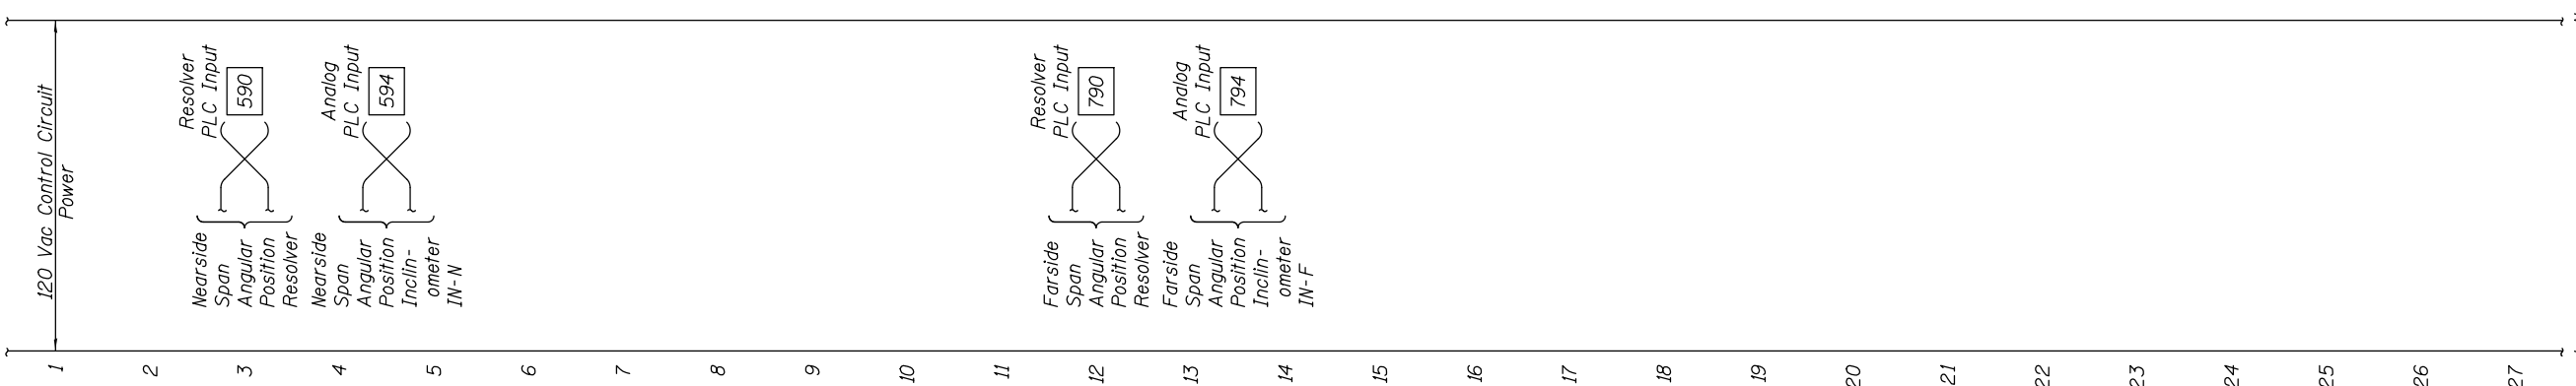 120 Vac Control Circuit
Power
Resolver
PLC Input
590
Nearside
Span
Angular
Position
Resolver
Analog
PLC Input
594
Nearside
Span
Angular
Position
Inclin-
ometer
IN-N
Resolver
PLC Input
790
Farside
Span
Angular
Position
Resolver
Analog
PLC Input
794
Farside
Span
Angular
Position
Inclin-
ometer
IN-F
1
2
3
4
5
6
7
8
9
10
11
12
13
14
15
16
17
18
19
20
21
22
23
24
25
26
27